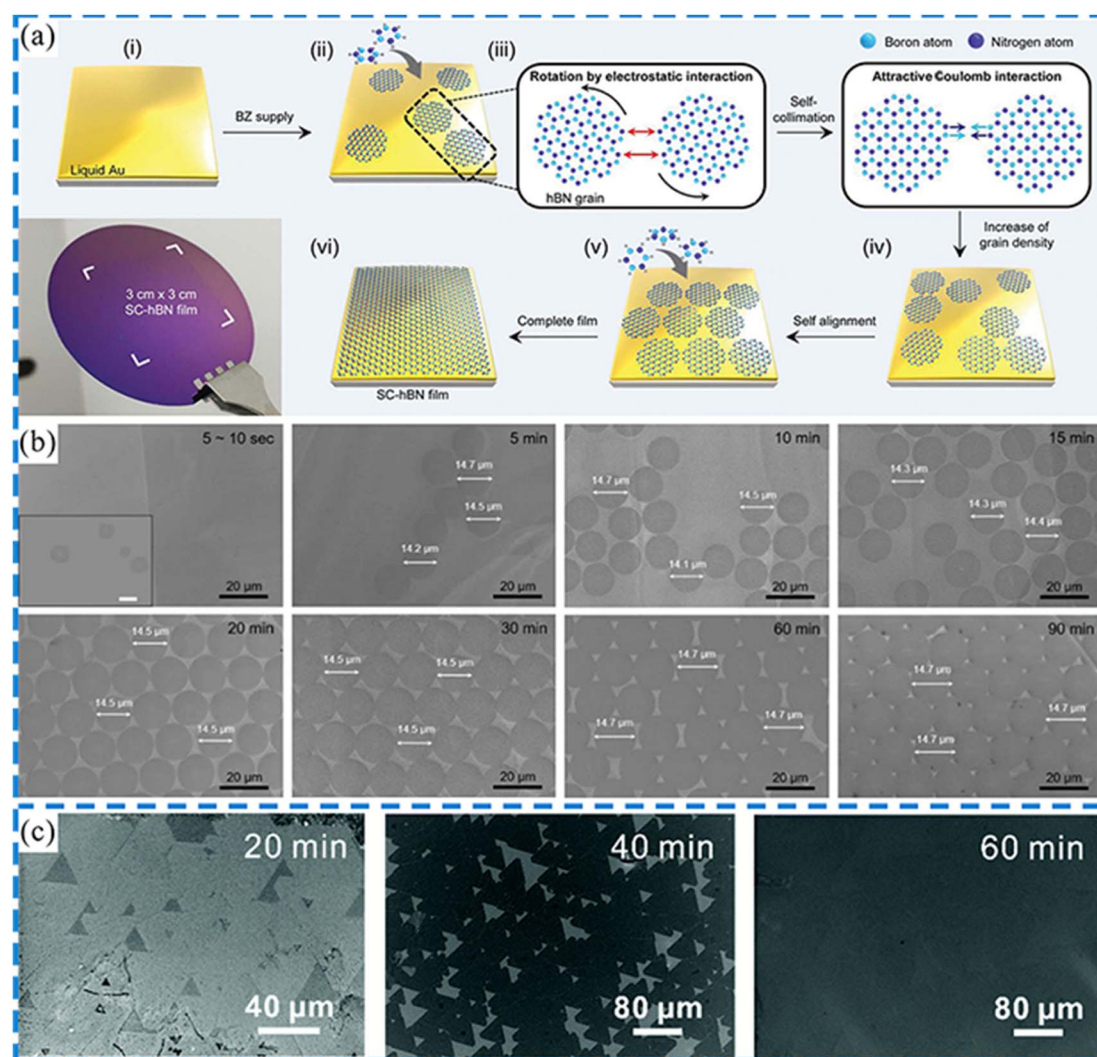 (a)
(i)
Liquid Au
BZ supply
(ii)
(iii)
Boron atom
Nitrogen atom
Rotation by electrostatic interaction
hBN grain
Self-
collimation
Attractive Coulomb interaction
Increase of
grain density
(iv)
Self alignment
(v)
Complete film
(vi)
SC-hBN film
3 cm x 3 cm
SC-hBN film
(b)
5 ~ 10 sec
20 µm
5 min
14.7 µm
14.5 µm
14.2 µm
20 µm
10 min
14.7 µm
14.5 µm
14.1 µm
20 µm
15 min
14.3 µm
14.3 µm
14.4 µm
20 µm
20 min
14.5 µm
14.5 µm
14.5 µm
20 µm
30 min
14.5 µm
14.5 µm
14.5 µm
20 µm
60 min
14.7 µm
14.7 µm
14.7 µm
20 µm
90 min
14.7 µm
14.7 µm
14.7 µm
20 µm
(c)
20 min
40 µm
40 min
80 µm
60 min
80 µm